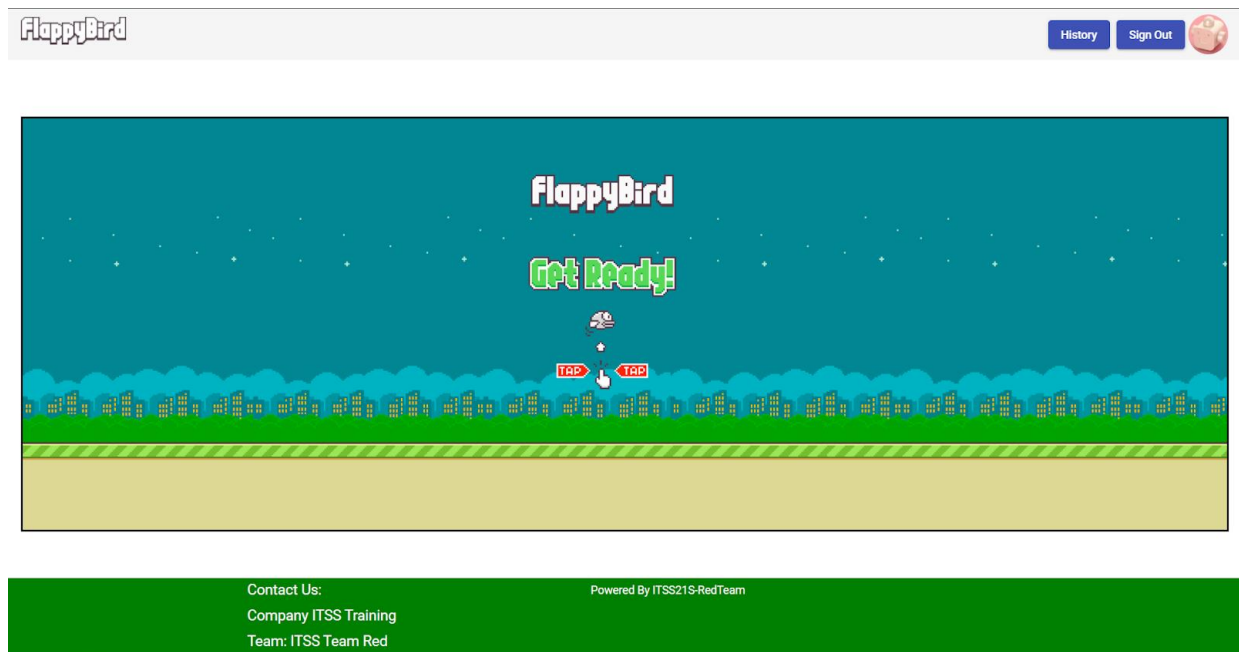 FlappyBird
History
Sign Out
FlappyBird
Get Ready!
TAP TAP
Contact Us:
Powered By ITSS21S-RedTeam
Company ITSS Training
Team: ITSS Team Red